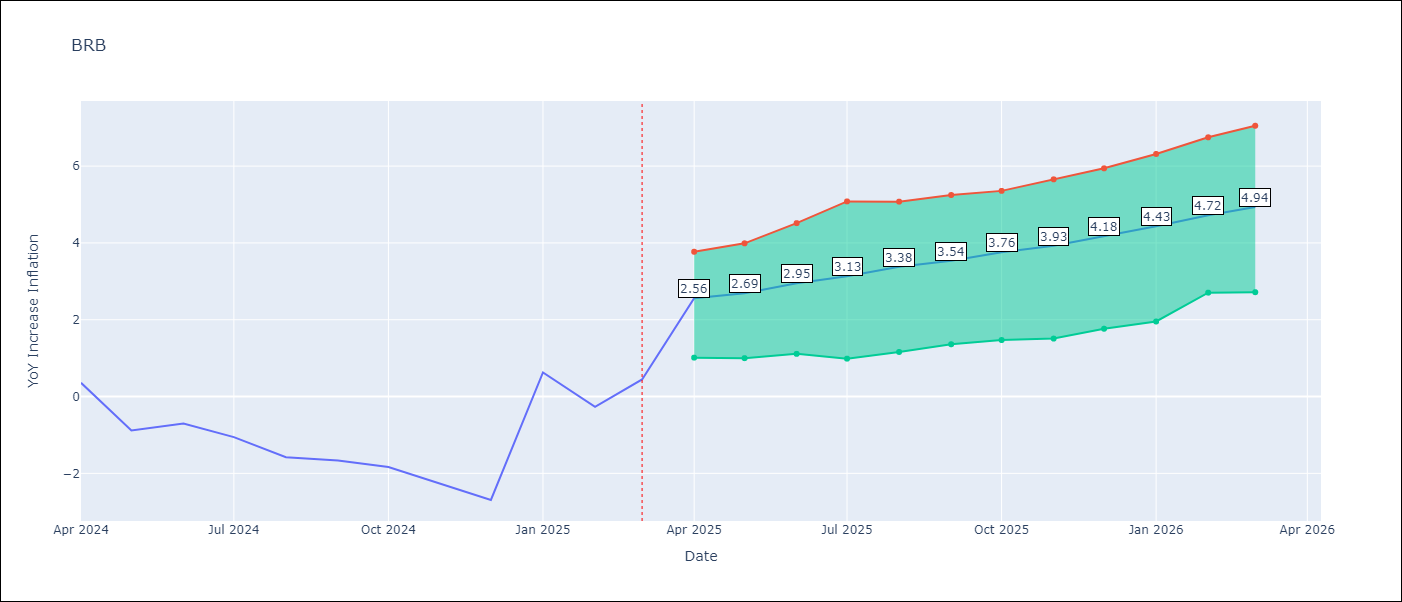 BRB
YoY Increase Inflation
6
4
2
0
−2
2.56
2.69
2.95
3.13
3.38
3.54
3.76
3.93
4.18
4.43
4.72
4.94
Apr 2024
Jul 2024
Oct 2024
Jan 2025
Apr 2025
Jul 2025
Oct 2025
Jan 2026
Apr 2026
Date